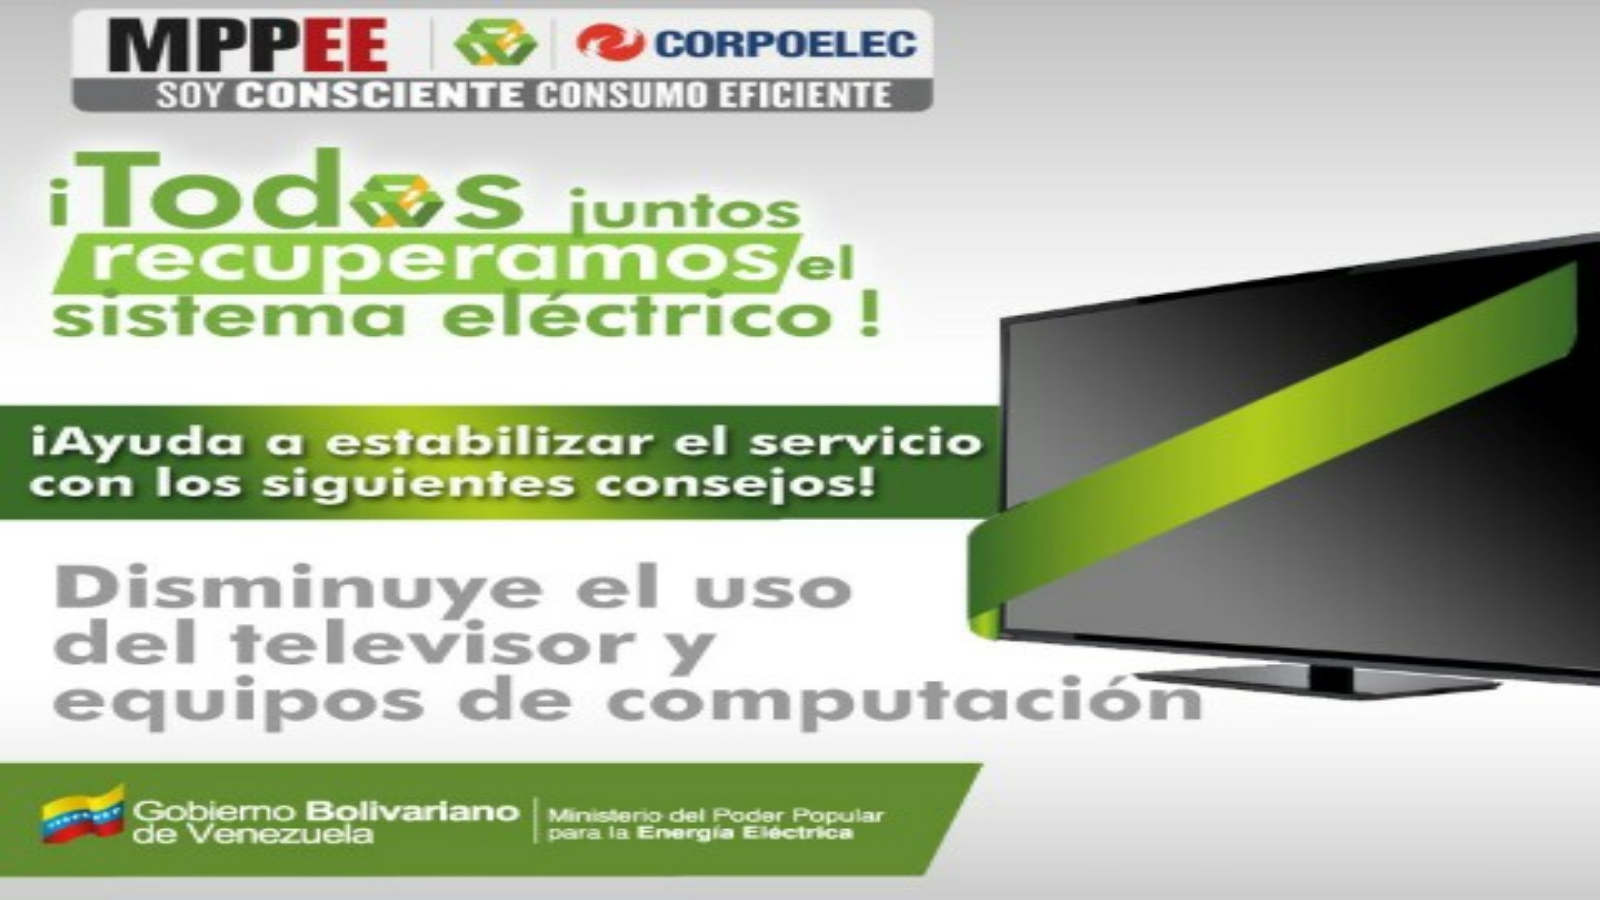 MPPEE CORPOELEC
SOY CONSCIENTE CONSUMO EFICIENTE
¡Todos juntos
recuperamos el
sistema eléctrico !
¡Ayuda a estabilizar el servicio
con los siguientes consejos!
Disminuye el uso
del televisor y
equipos de computación
Gobierno Bolivariano
de Venezuela
Ministerio del Poder Popular
para la Energía Eléctrica